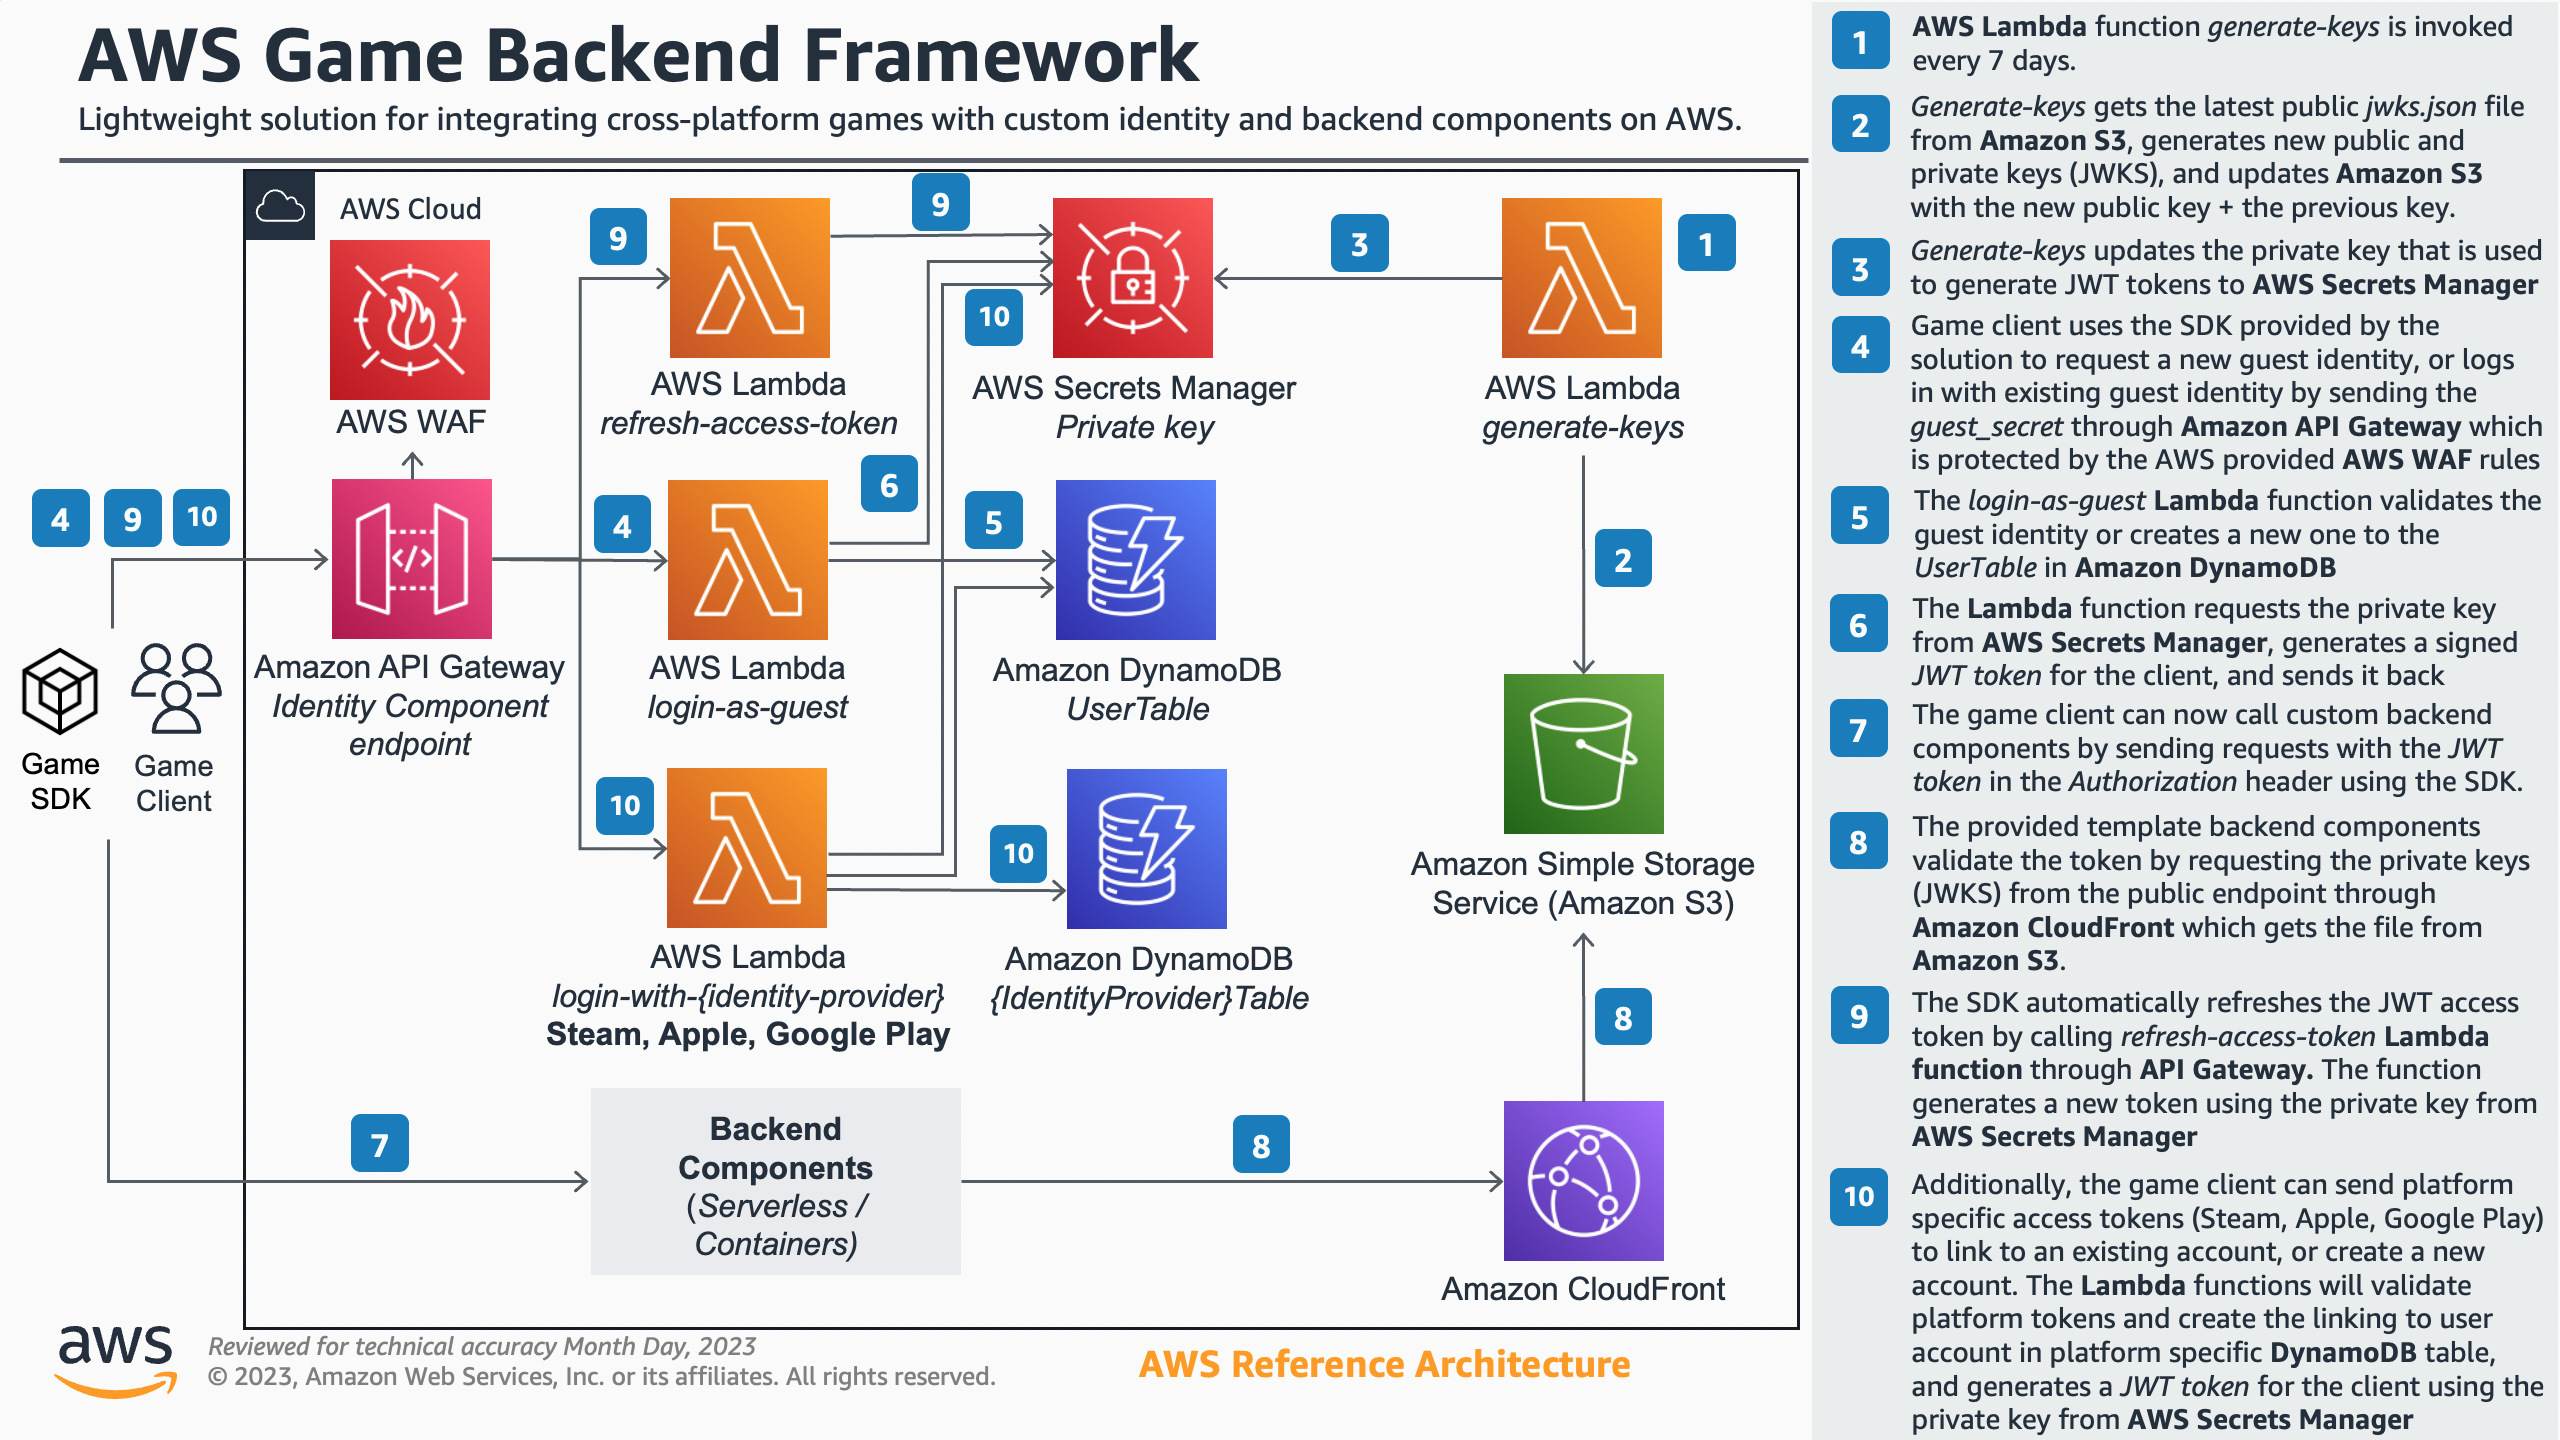 AWS Game Backend Framework
Lightweight solution for integrating cross-platform games with custom identity and backend components on AWS.
AWS Cloud
9
9
3
1
10
AWS WAF
AWS Lambda
refresh-access-token
AWS Secrets Manager
Private key
AWS Lambda
generate-keys
4
9
10
4
6
5
2
Game
SDK
Game
Client
Amazon API Gateway
Identity Component
endpoint
AWS Lambda
login-as-guest
Amazon DynamoDB
UserTable
10
10
Amazon Simple Storage
Service (Amazon S3)
AWS Lambda
login-with-{identity-provider}
Steam, Apple, Google Play
Amazon DynamoDB
{IdentityProvider}Table
8
7
Backend
Components
(Serverless /
Containers)
8
Amazon CloudFront
aws
Reviewed for technical accuracy Month Day, 2023
© 2023, Amazon Web Services, Inc. or its affiliates. All rights reserved.
AWS Reference Architecture
1
AWS Lambda function generate-keys is invoked
every 7 days.
2
Generate-keys gets the latest public jwks.json file
from Amazon S3, generates new public and
private keys (JWKS), and updates Amazon S3
with the new public key + the previous key.
3
Generate-keys updates the private key that is used
to generate JWT tokens to AWS Secrets Manager
4
Game client uses the SDK provided by the
solution to request a new guest identity, or logs
in with existing guest identity by sending the
guest_secret through Amazon API Gateway which
is protected by the AWS provided AWS WAF rules
5
The login-as-guest Lambda function validates the
guest identity or creates a new one to the
UserTable in Amazon DynamoDB
6
The Lambda function requests the private key
from AWS Secrets Manager, generates a signed
JWT token for the client, and sends it back
7
The game client can now call custom backend
components by sending requests with the JWT
token in the Authorization header using the SDK.
8
The provided template backend components
validate the token by requesting the private keys
(JWKS) from the public endpoint through
Amazon CloudFront which gets the file from
Amazon S3.
9
The SDK automatically refreshes the JWT access
token by calling refresh-access-token Lambda
function through API Gateway. The function
generates a new token using the private key from
AWS Secrets Manager
10
Additionally, the game client can send platform
specific access tokens (Steam, Apple, Google Play)
to link to an existing account, or create a new
account. The Lambda functions will validate
platform tokens and create the linking to user
account in platform specific DynamoDB table,
and generates a JWT token for the client using the
private key from AWS Secrets Manager